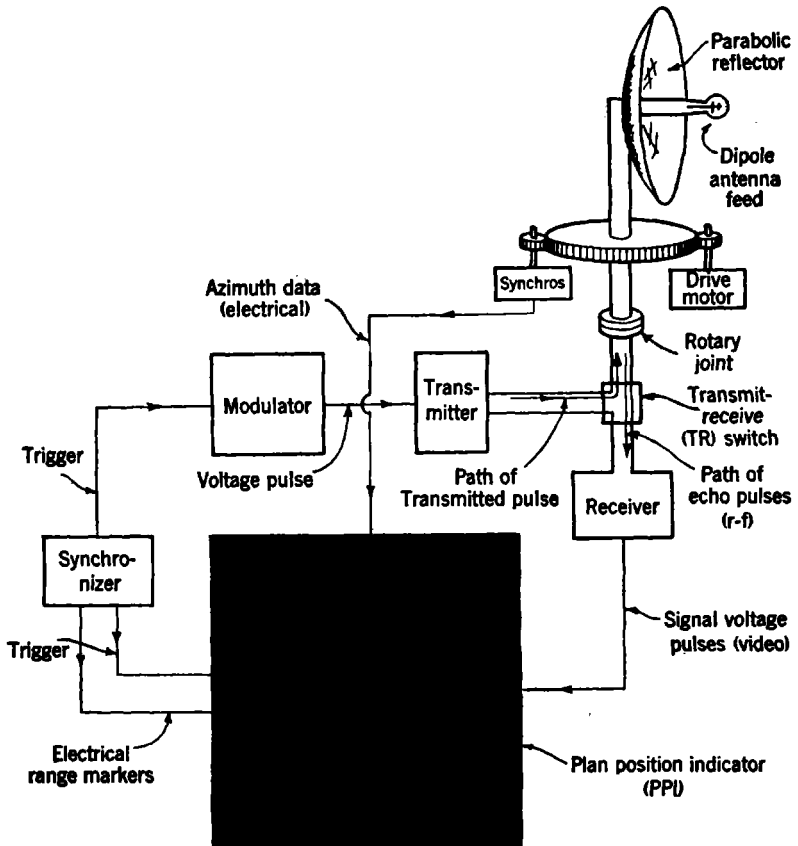 Parabolic
reflector
Dipole
antenna
feed
Synchros
Drive
motor
Azimuth data
(electrical)
Rotary
joint
Modulator
Trans-
mitter
Transmit-
receive
(TR) switch
Trigger
Voltage pulse
Path of
Transmitted pulse
Path of
echo pulses
(r-f)
Receiver
Synchro-
nizer
Trigger
Signal voltage
pulses (video)
Electrical
range markers
Plan position indicator
(PPI)